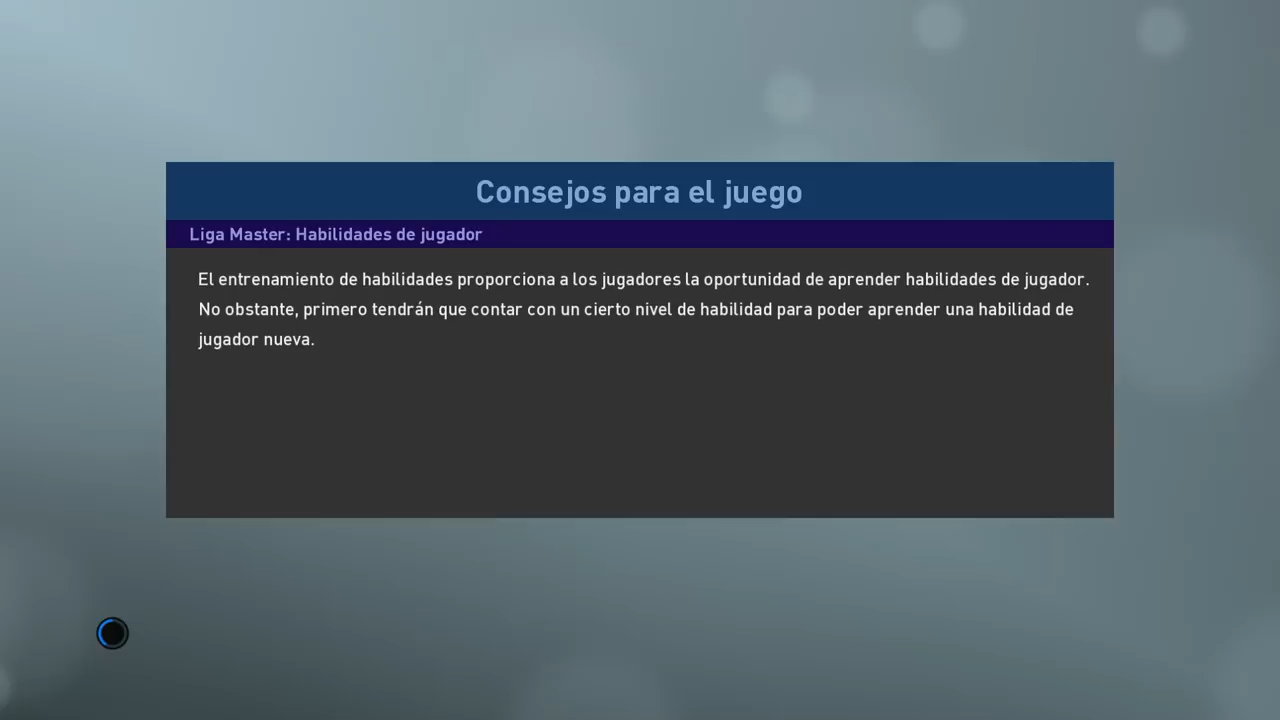 Consejos para el juego
Liga Master: Habilidades de jugador
El entrenamiento de habilidades proporciona a los jugadores la oportunidad de aprender habilidades de jugador.
No obstante, primero tendrán que contar con un cierto nivel de habilidad para poder aprender una habilidad de
jugador nueva.